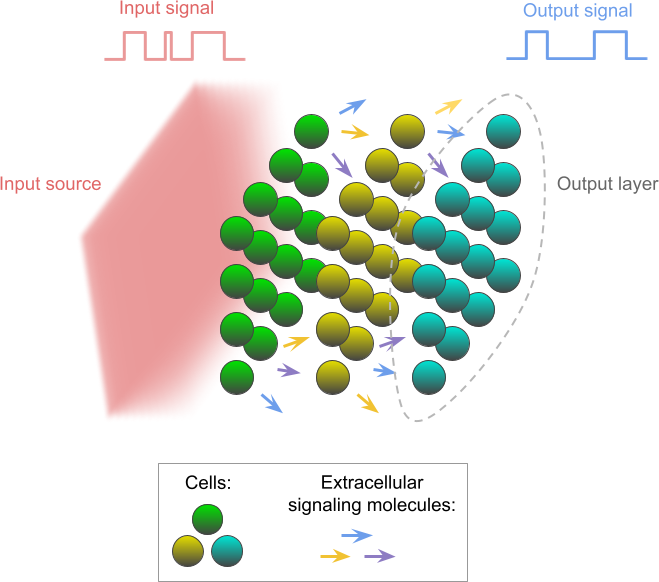 Input signal
Output signal
Input source
Output layer
Cells:
Extracellular
signaling molecules: